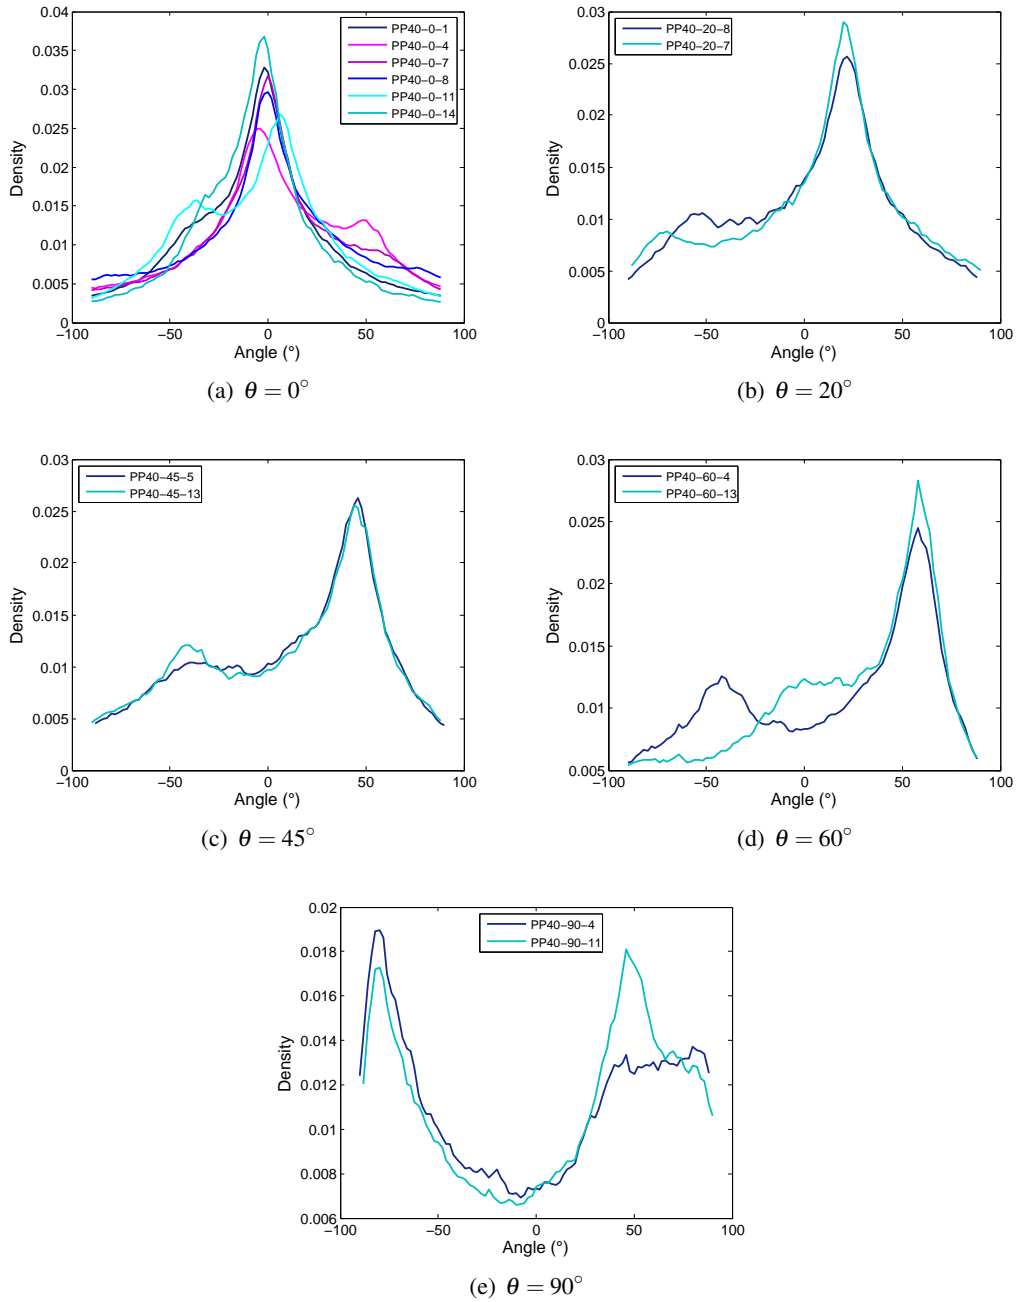 0.04
0.035
0.03
0.025
0.02
0.015
0.01
0.005
0
−100
−50
0
50
100
Density
Angle (°)
PP40−0−1
PP40−0−4
PP40−0−7
PP40−0−8
PP40−0−11
PP40−0−14
(a) θ = 0°
0.03
0.025
0.02
0.015
0.01
0.005
0
−100
−50
0
50
100
Density
Angle (°)
PP40−20−8
PP40−20−7
(b) θ = 20°
0.03
0.025
0.02
0.015
0.01
0.005
0
−100
−50
0
50
100
Density
Angle (°)
PP40−45−5
PP40−45−13
(c) θ = 45°
0.03
0.025
0.02
0.015
0.01
0.005
−100
−50
0
50
100
Density
Angle (°)
PP40−60−4
PP40−60−13
(d) θ = 60°
0.02
0.018
0.016
0.014
0.012
0.01
0.008
0.006
−100
−50
0
50
100
Density
Angle (°)
PP40−90−4
PP40−90−11
(e) θ = 90°